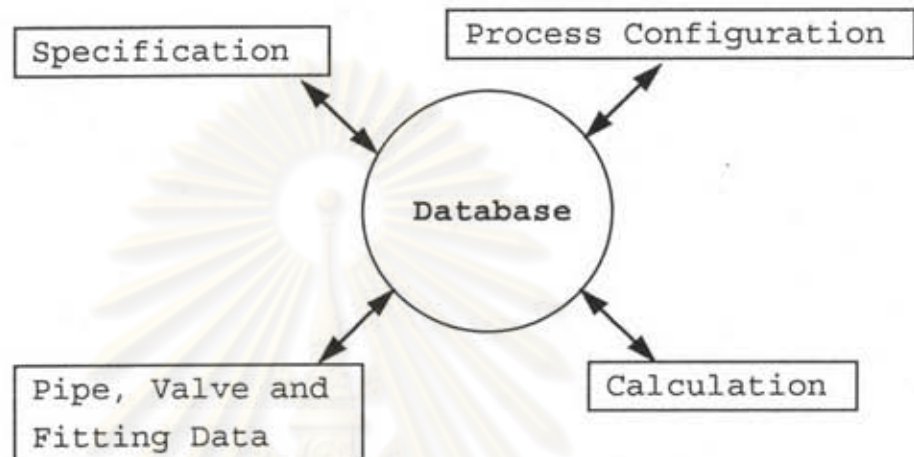 Specification
Process Configuration
Database
Pipe, Valve and
Fitting Data
Calculation